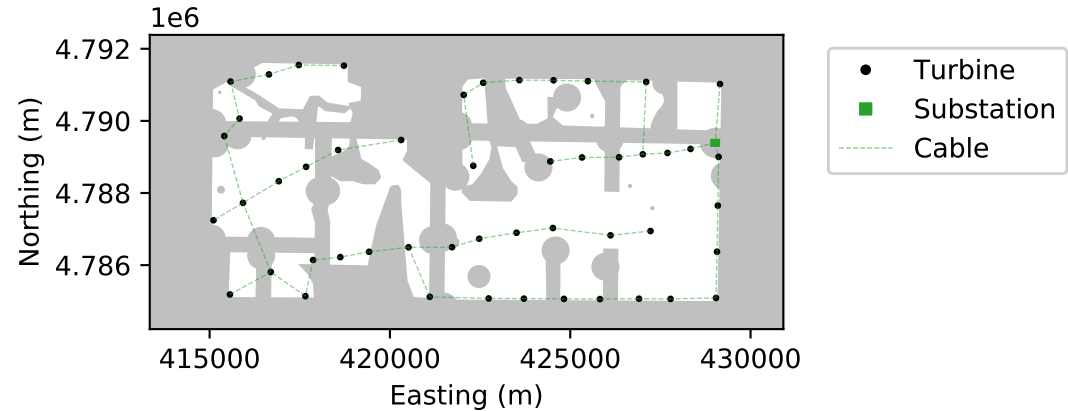 1e6
4.792
4.790
4.788
4.786
Northing (m)
415000 420000 425000 430000
Easting (m)
Turbine
Substation
Cable